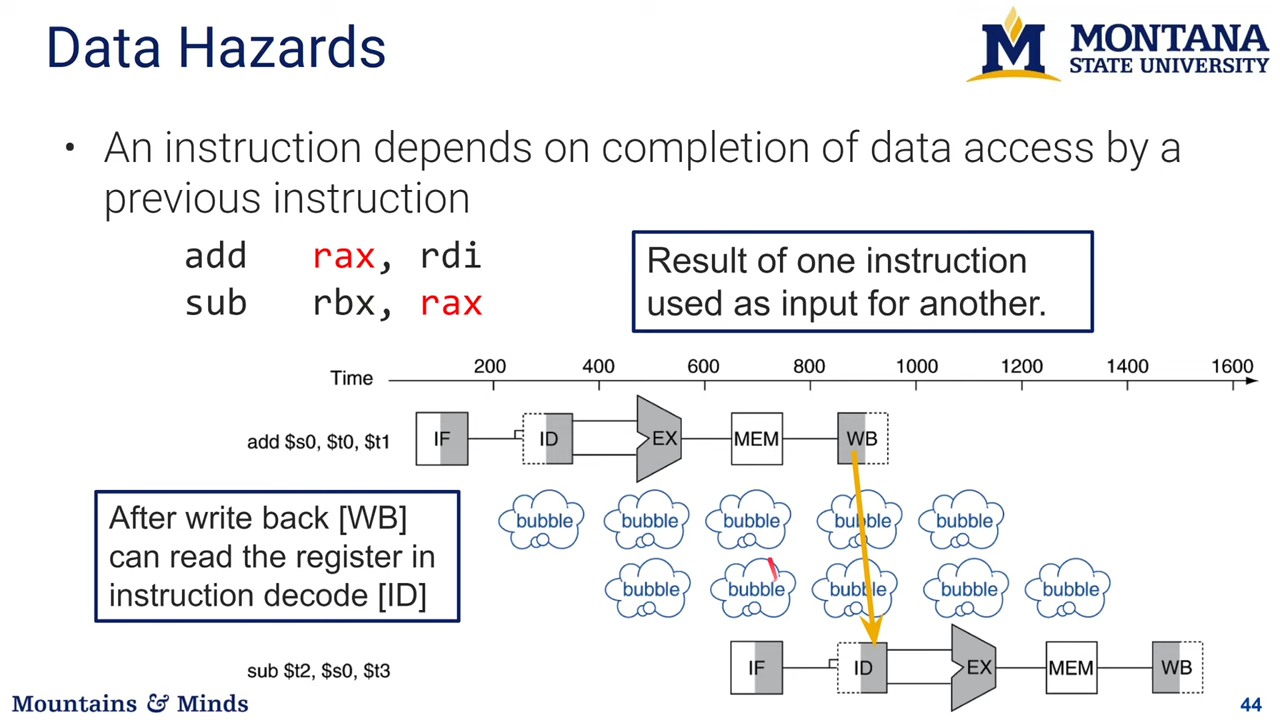 Data Hazards
MONTANA
STATE UNIVERSITY
• An instruction depends on completion of data access by a
previous instruction
add rax, rdi
sub rbx, rax
Result of one instruction
used as input for another.
Time 200 400 600 800 1000 1200 1400 1600
add $s0, $t0, $t1 IF ID EX MEM WB
After write back [WB]
can read the register in
instruction decode [ID]
bubble bubble bubble bubble bubble
bubble bubble bubble bubble bubble
sub $t2, $s0, $t3 IF ID EX MEM WB
Mountains & Minds
44